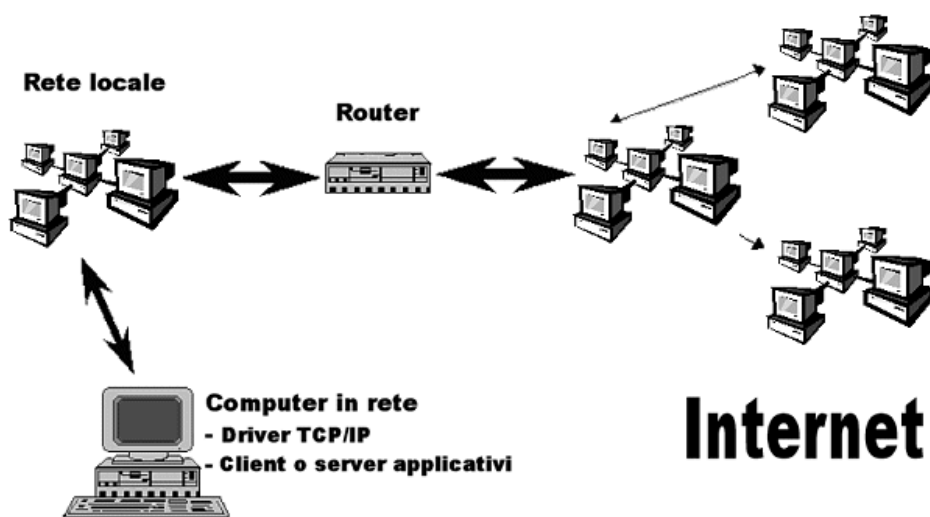 Rete locale
Router
Computer in rete
- Driver TCP/IP
- Client o server applicativi
Internet